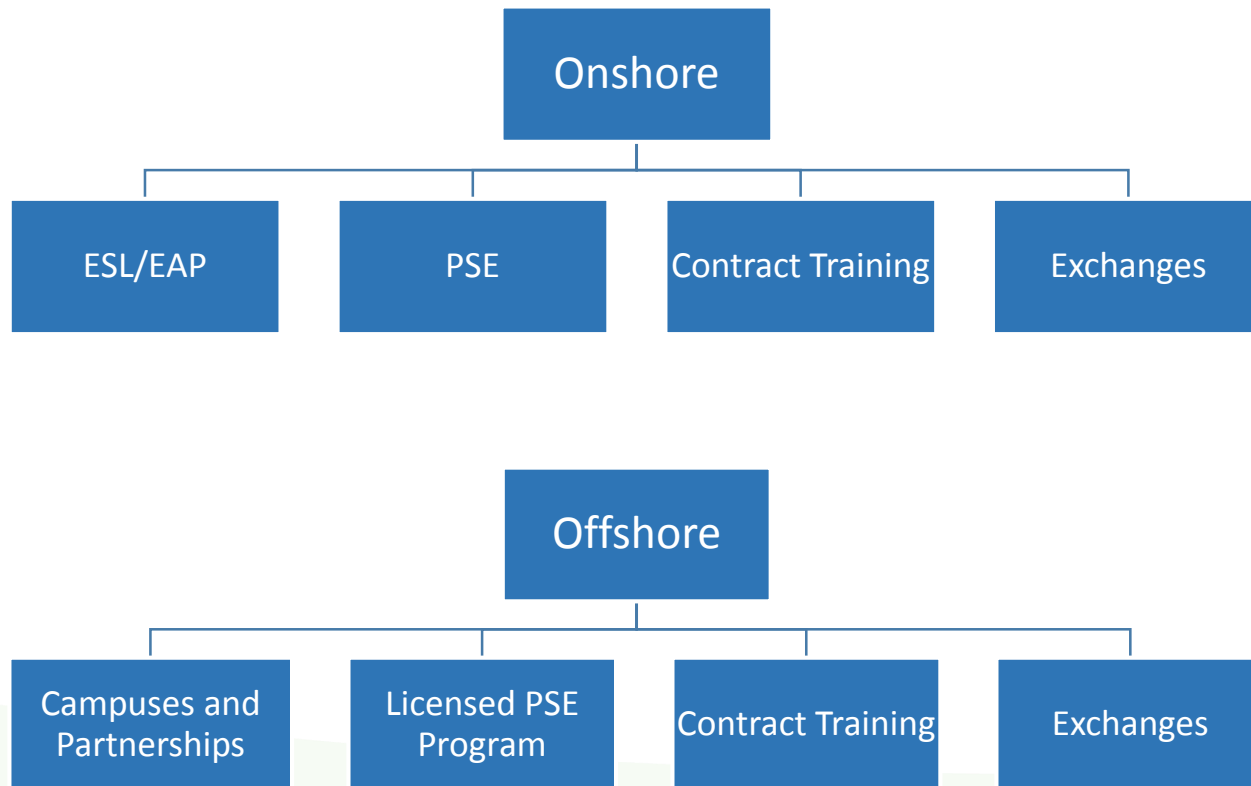 Onshore
ESL/EAP
PSE
Contract Training
Exchanges
Offshore
Campuses and
Partnerships
Licensed PSE
Program
Contract Training
Exchanges